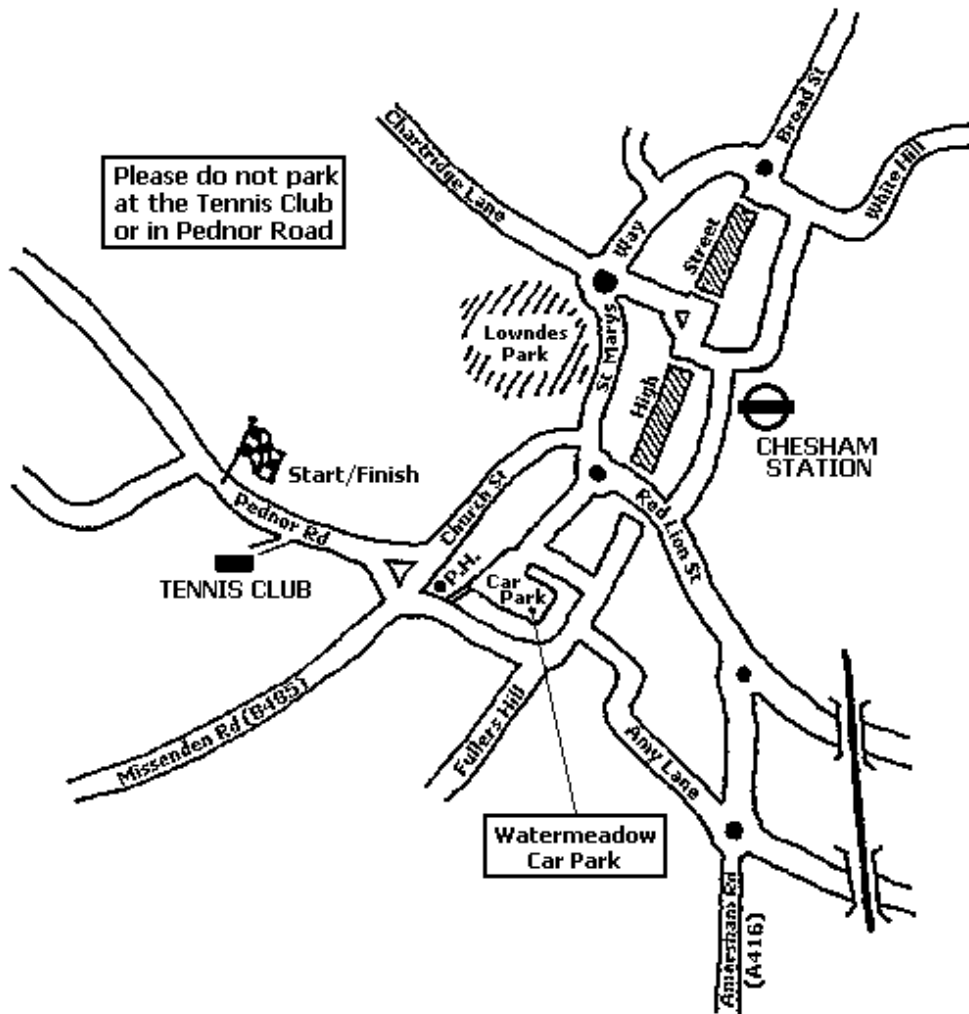 Broad St
White Hill
Chartridge Lane
Please do not park
at the Tennis Club
or in Pednor Road
Way
Street
Lowndes
Park
St Marys
High
CHESHAM
STATION
Start/Finish
Pednor Rd
Church St
Red Lion St
TENNIS CLUB
P.H.
Car
Park
Missenden Rd (B485)
Fullers Hill
Amy Lane
Watermeadow
Car Park
Amersham Rd
(A416)